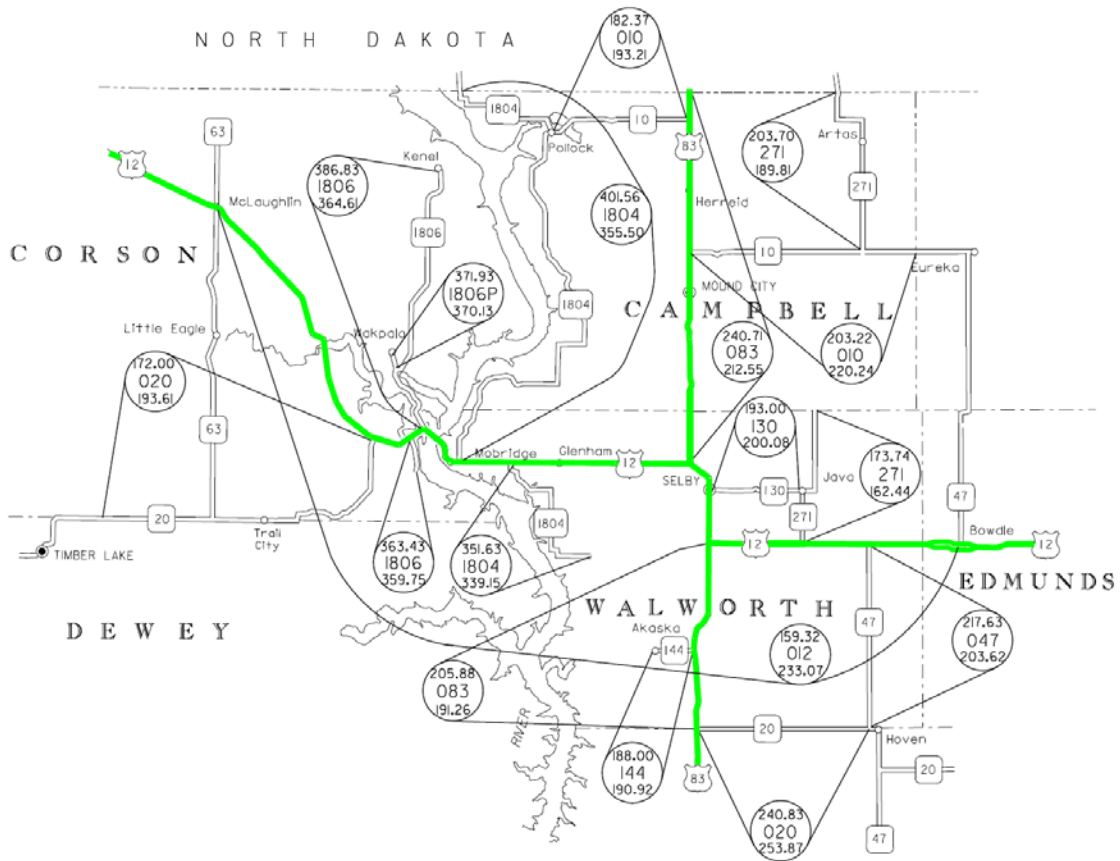 NORTH DAKOTA
182.37
010
193.21
1804
10
Pollock
83
203.70
271
189.81
Artas
63
12
386.83
1806
364.61
Kenel
McLaughlin
401.56
1804
355.50
Herreid
271
CORSON
1806
10
Eureka
371.93
1806P
370.13
MOUND CITY
1804
CAMPBELL
Little Eagle
Wakpala
240.71
083
212.55
203.22
010
220.24
172.00
020
193.61
193.00
130
200.08
63
Mobridge
Glenham
12
SELBY
130
Java
173.74
271
162.44
47
20
Trail
City
1804
271
Bowdle
12
12
TIMBER LAKE
363.43
1806
359.75
351.63
1804
339.15
EDMUNDS
WALWORTH
DEWEY
Akaska
144
47
217.63
047
203.62
159.32
012
233.07
205.88
083
191.26
RIVER
20
Hoven
188.00
144
190.92
83
20
240.83
020
253.87
47